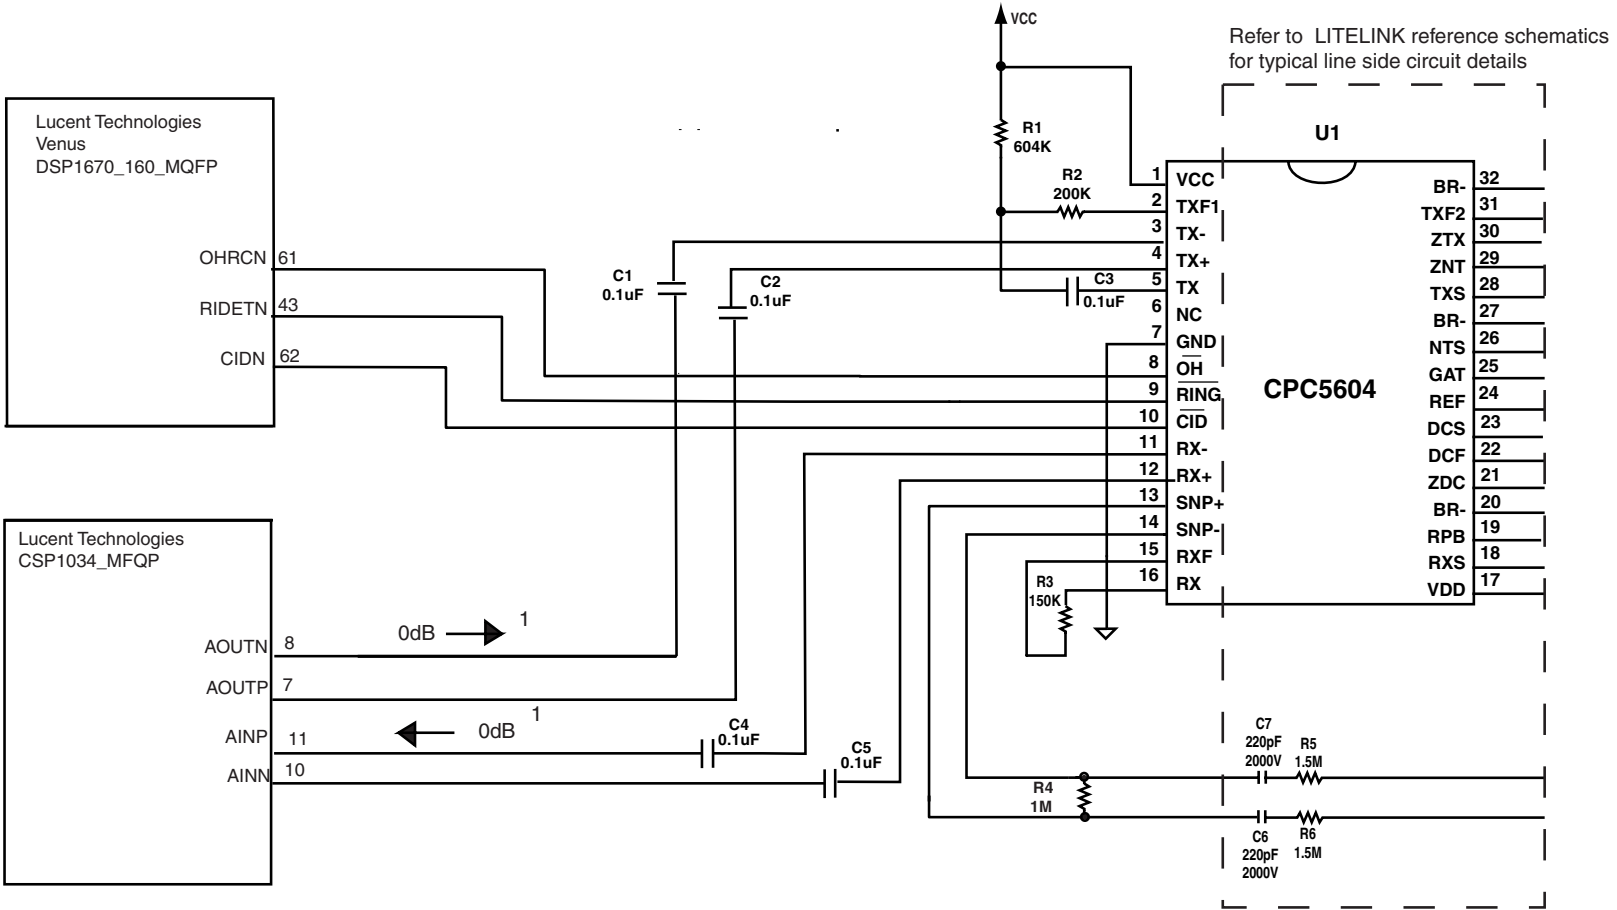 VCC
Refer to LITELINK reference schematics
for typical line side circuit details
Lucent Technologies
Venus
DSP1670_160_MQFP
OHRCN 61
RIDETN 43
CIDN 62
Lucent Technologies
CSP1034_MFQP
AOUTN 8
AOUTP 7
AINP 11
AINN 10
0dB 1
0dB 1
R1
604K
R2
200K
C1
0.1uF
C2
0.1uF
C3
0.1uF
C4
0.1uF
C5
0.1uF
R3
150K
R4
1M
U1
CPC5604
1 VCC
2 TXF1
3 TX-
4 TX+
5 TX
6 NC
7 GND
8 OH
9 RING
10 CID
11 RX-
12 RX+
13 SNP+
14 SNP-
15 RXF
16 RX
BR- 32
TXF2 31
ZTX 30
ZNT 29
TXS 28
BR- 27
NTS 26
GAT 25
REF 24
DCS 23
DCF 22
ZDC 21
BR- 20
RPB 19
RXS 18
VDD 17
C7
220pF
2000V
R5
1.5M
C6
220pF
2000V
R6
1.5M